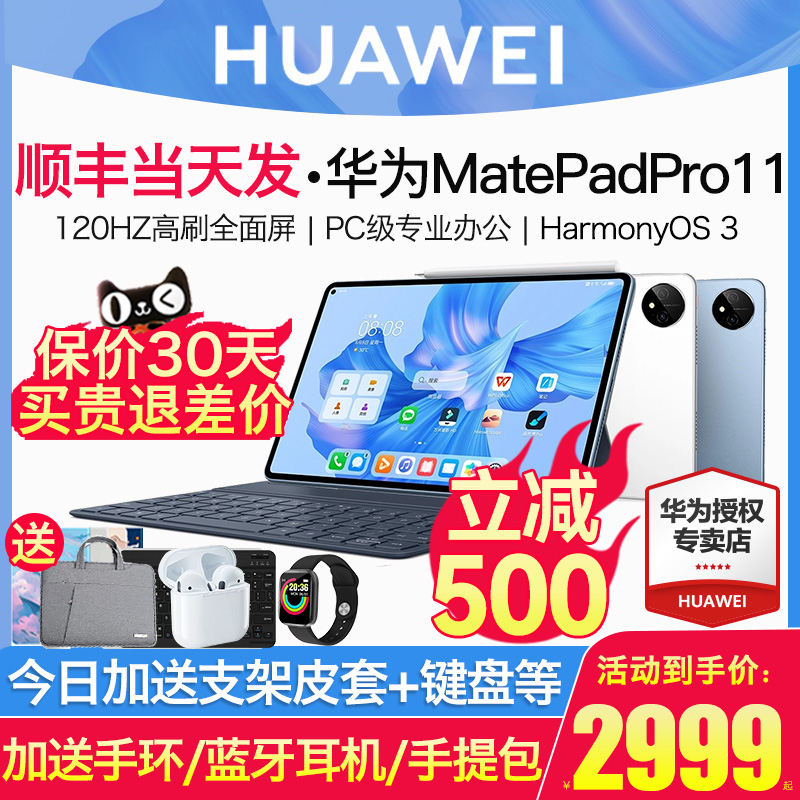 HUAWEI
顺丰当天发·华为MatePadPro11
120HZ高刷全面屏 | PC级专业办公 | HarmonyOS 3
08:08
保价30天
买贵退差价
立减
500
送
20:36
华为授权
专卖店
★★★★★
HUAWEI
今日加送支架皮套+键盘等
加送手环/蓝牙耳机/手提包
活动到手价:
¥2999起